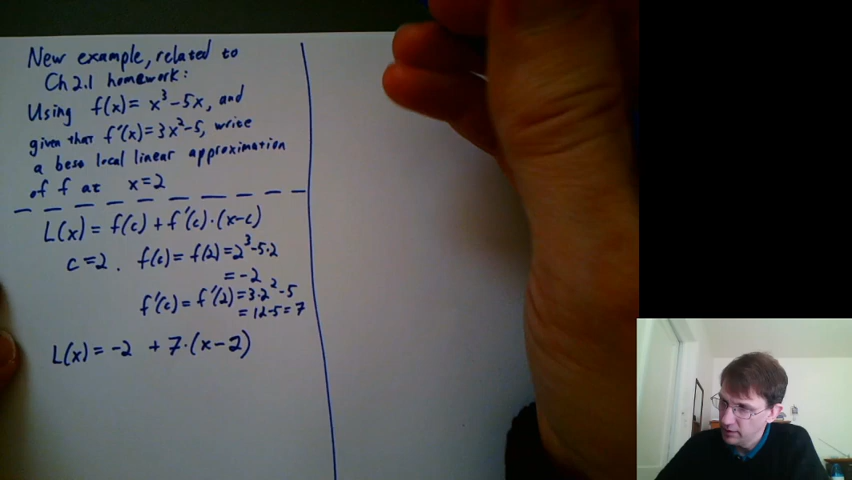 New example, related to
Ch 2.1 homework:
Using f(x) = x³ - 5x, and
given that f'(x) = 3x² - 5, write
a best local linear approximation
of f at x = 2
L(x) = f(c) + f'(c)·(x-c)
c = 2. f(c) = f(2) = 2³ - 5·2
= -2
f'(c) = f'(2) = 3·2² - 5
= 12 - 5 = 7
L(x) = -2 + 7·(x-2)